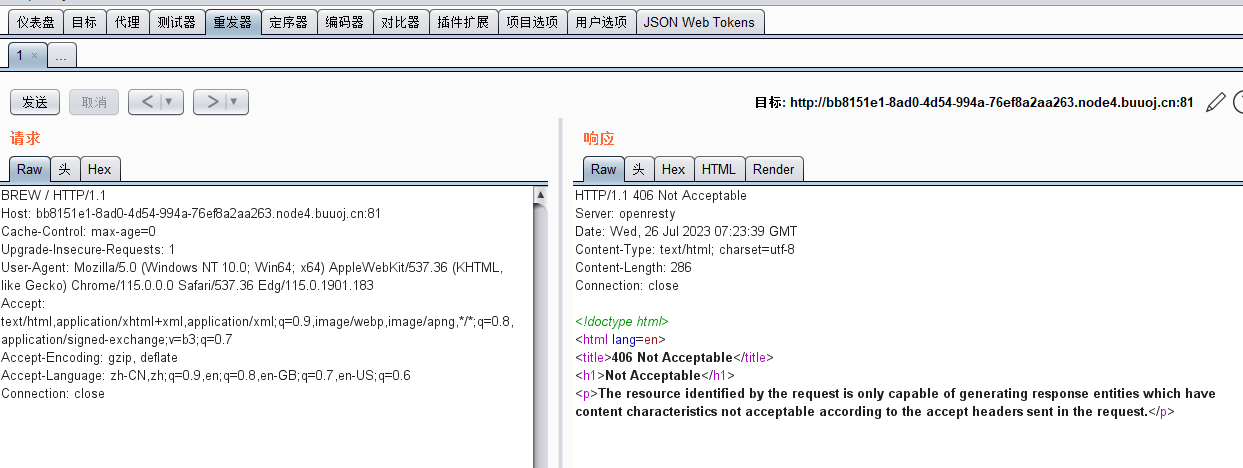 仪表盘 目标 代理 测试器 重发器 定序器 编码器 对比器 插件扩展 项目选项 用户选项 JSON Web Tokens
1 × ...
发送 取消 < ▼ > ▼ 目标: http://bb8151e1-8ad0-4d54-994a-76ef8a2aa263.node4.buuoj.cn:81
请求
Raw 头 Hex
BREW / HTTP/1.1
Host: bb8151e1-8ad0-4d54-994a-76ef8a2aa263.node4.buuoj.cn:81
Cache-Control: max-age=0
Upgrade-Insecure-Requests: 1
User-Agent: Mozilla/5.0 (Windows NT 10.0; Win64; x64) AppleWebKit/537.36 (KHTML,
like Gecko) Chrome/115.0.0.0 Safari/537.36 Edg/115.0.1901.183
Accept:
text/html,application/xhtml+xml,application/xml;q=0.9,image/webp,image/apng,*/*;q=0.8,
application/signed-exchange;v=b3;q=0.7
Accept-Encoding: gzip, deflate
Accept-Language: zh-CN,zh;q=0.9,en;q=0.8,en-GB;q=0.7,en-US;q=0.6
Connection: close
响应
Raw 头 Hex HTML Render
HTTP/1.1 406 Not Acceptable
Server: openresty
Date: Wed, 26 Jul 2023 07:23:39 GMT
Content-Type: text/html; charset=utf-8
Content-Length: 286
Connection: close
<!doctype html>
<html lang=en>
<title>406 Not Acceptable</title>
<h1>Not Acceptable</h1>
<p>The resource identified by the request is only capable of generating response entities which have
content characteristics not acceptable according to the accept headers sent in the request.</p>